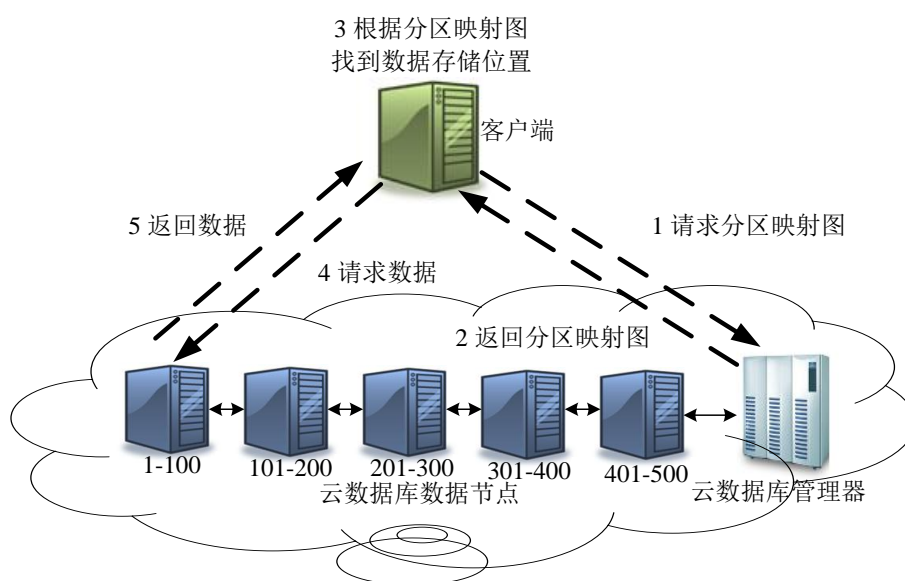 3 根据分区映射图
找到数据存储位置
客户端
5 返回数据
1 请求分区映射图
4 请求数据
2 返回分区映射图
1-100
101-200
201-300
301-400
401-500
云数据库数据节点
云数据库管理器